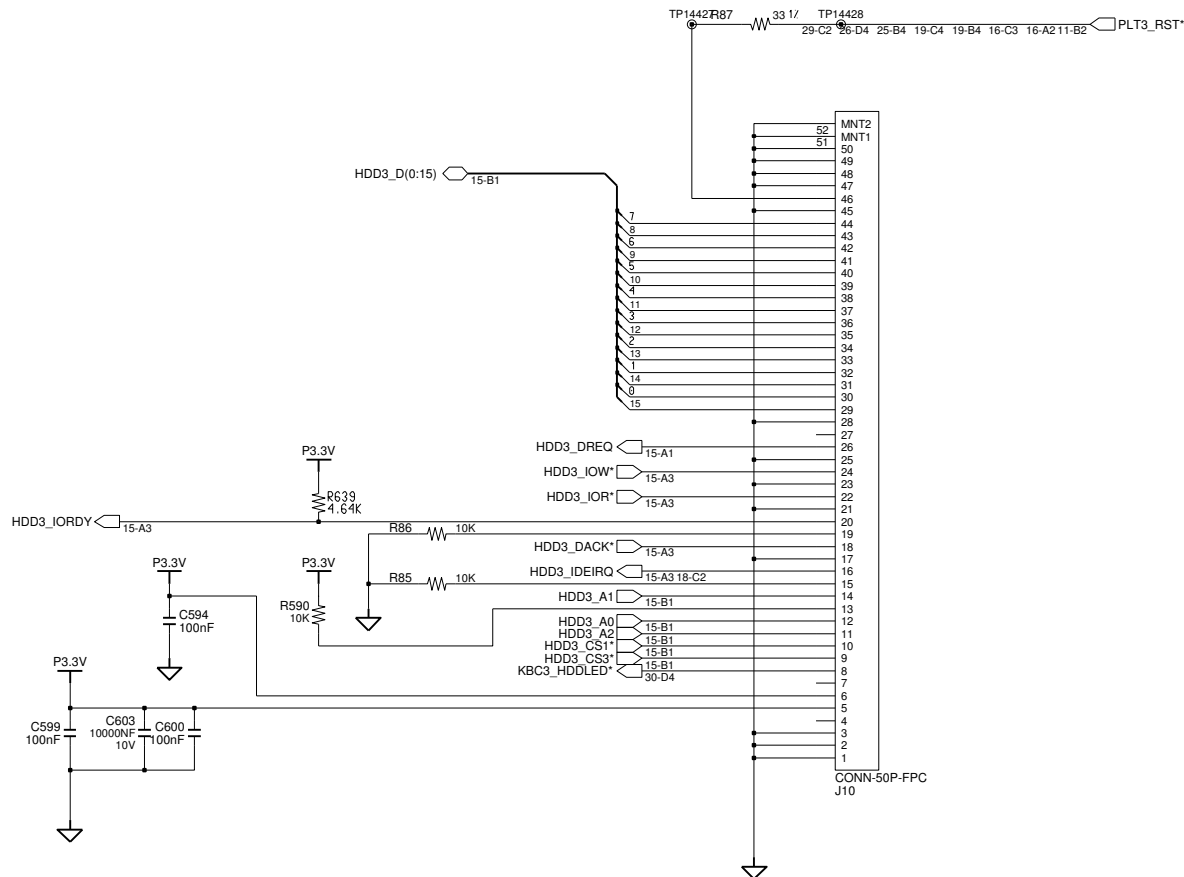 TP14427 R87 33 1/ TP14428
29-C2 26-D4 25-B4 19-C4 19-B4 16-C3 16-A2 11-B2 PLT3_RST*
MNT2
52 MNT1
51
50
49
HDD3_D(0:15) 15-B1
48
47
46
45
7 44
8 43
6 42
9 41
5 40
10 39
4 38
11 37
3 36
12 35
2 34
13 33
1 32
14 31
0 30
15 29
28
27
HDD3_DREQ 15-A1 26
P3.3V
25
HDD3_IOW* 15-A3 24
23
R639
4.64K
HDD3_IOR* 15-A3 22
21
HDD3_IORDY 15-A3 20
R86 10K 19
HDD3_DACK* 15-A3 18
17
P3.3V
P3.3V
HDD3_IDEIRQ 15-A3 18-C2 16
R85 10K 15
HDD3_A1 15-B1 14
R590
10K
13
C594
100nF
HDD3_A0 15-B1 12
HDD3_A2 15-B1 11
HDD3_CS1* 15-B1 10
HDD3_CS3* 15-B1 9
P3.3V
KBC3_HDDLED* 30-D4 8
7
6
5
4
C599
100nF
C603
10000NF
10V
C600
100nF
3
2
1
CONN-50P-FPC
J10